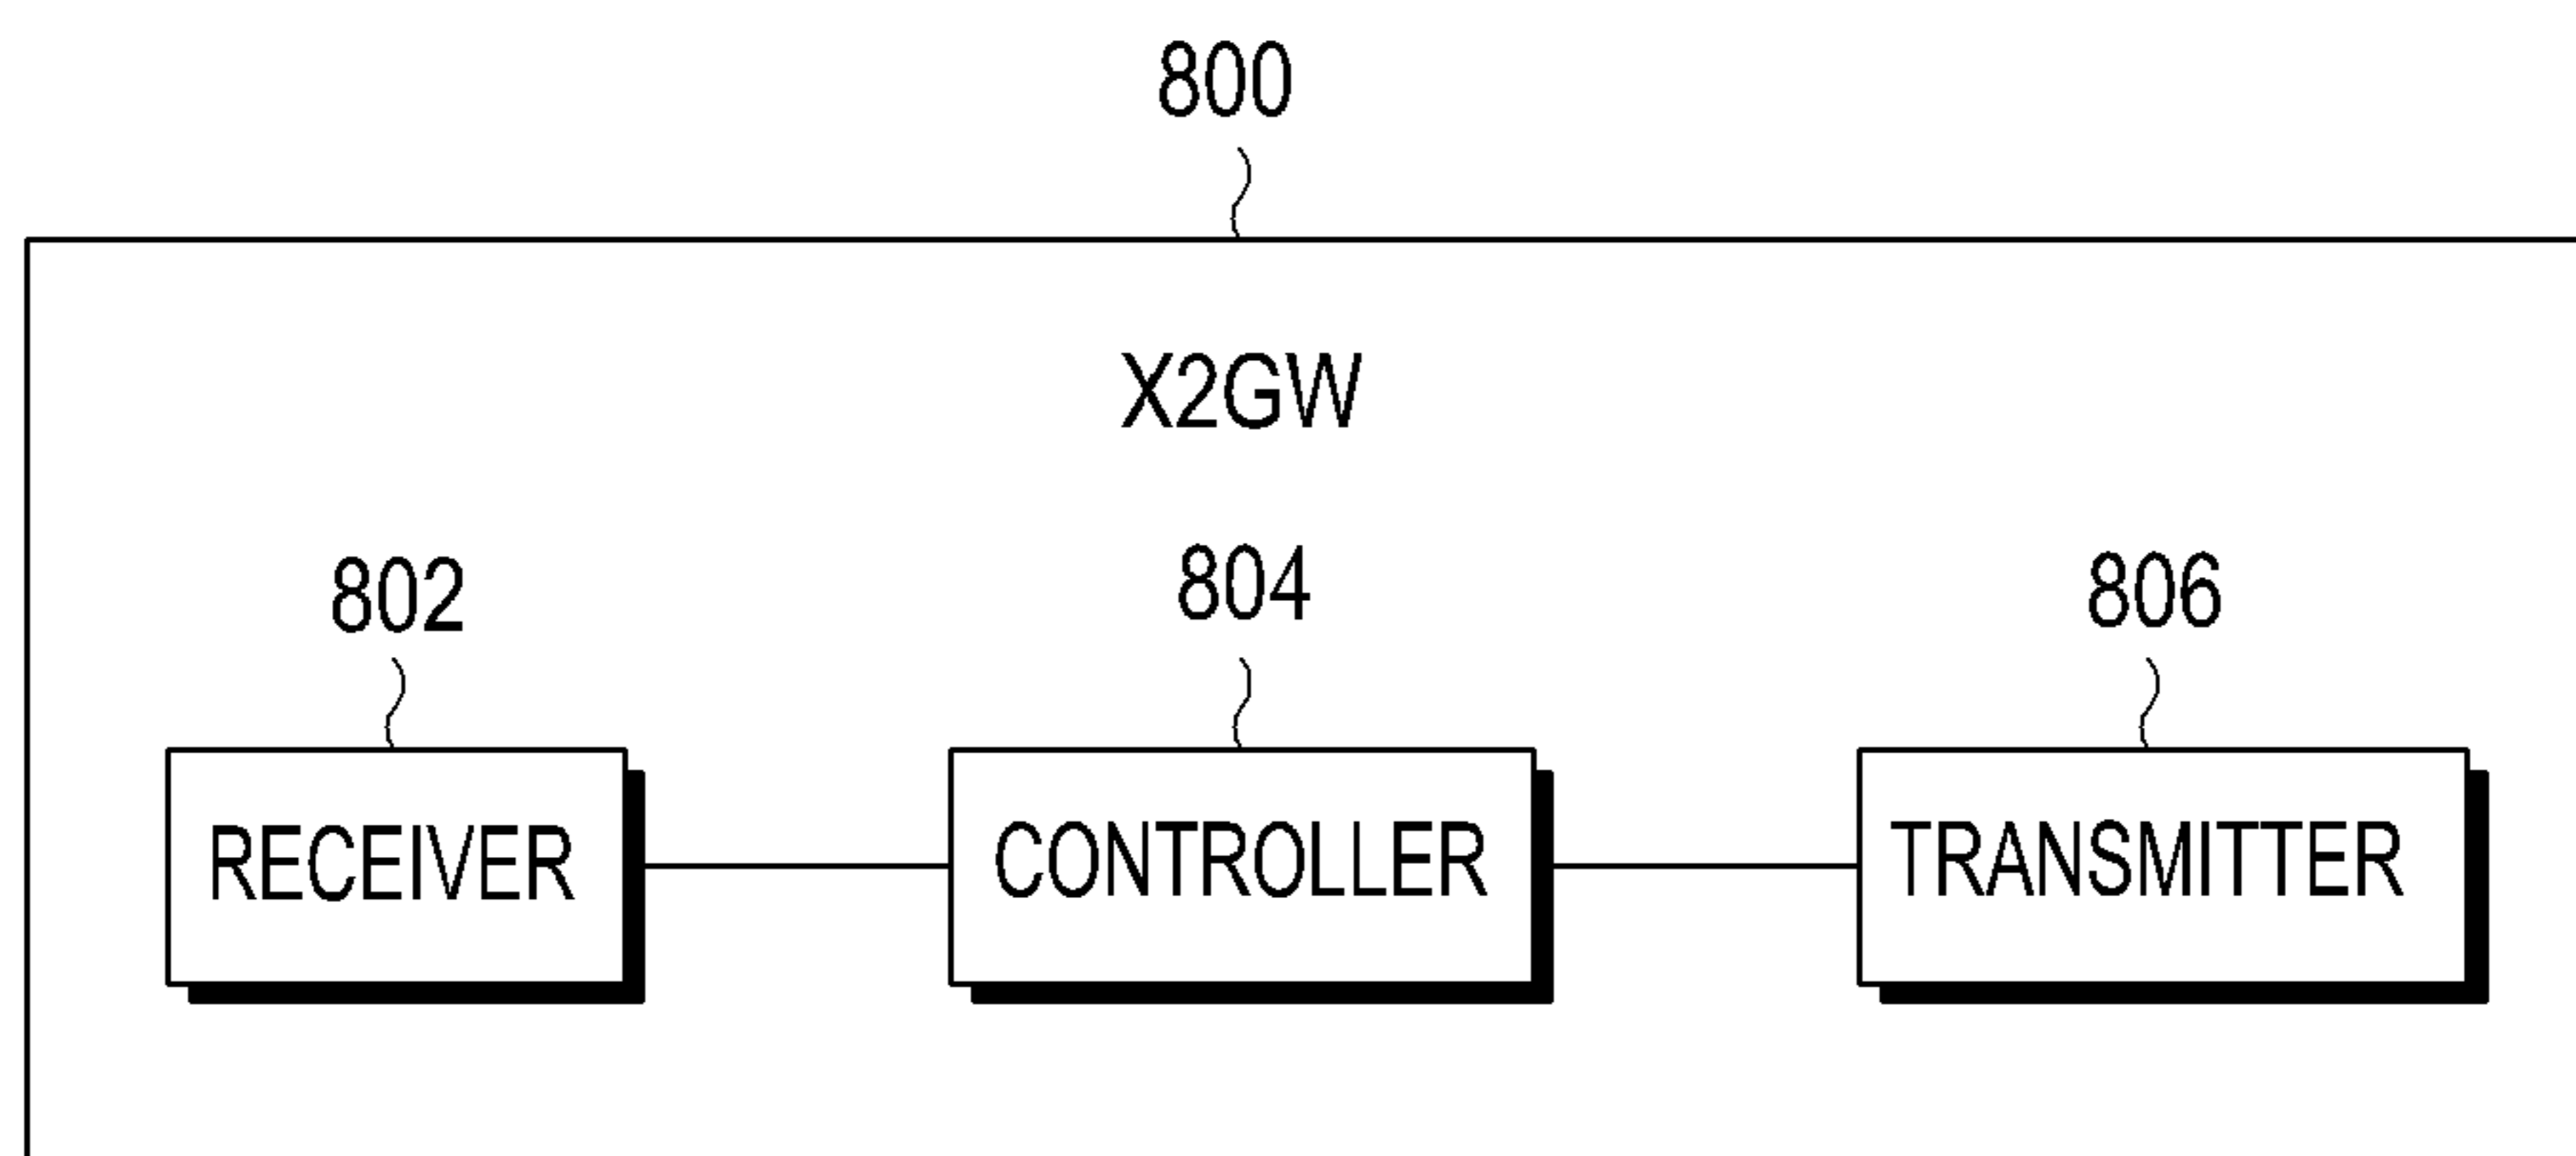 800
X2GW
802 804 806
RECEIVER CONTROLLER TRANSMITTER